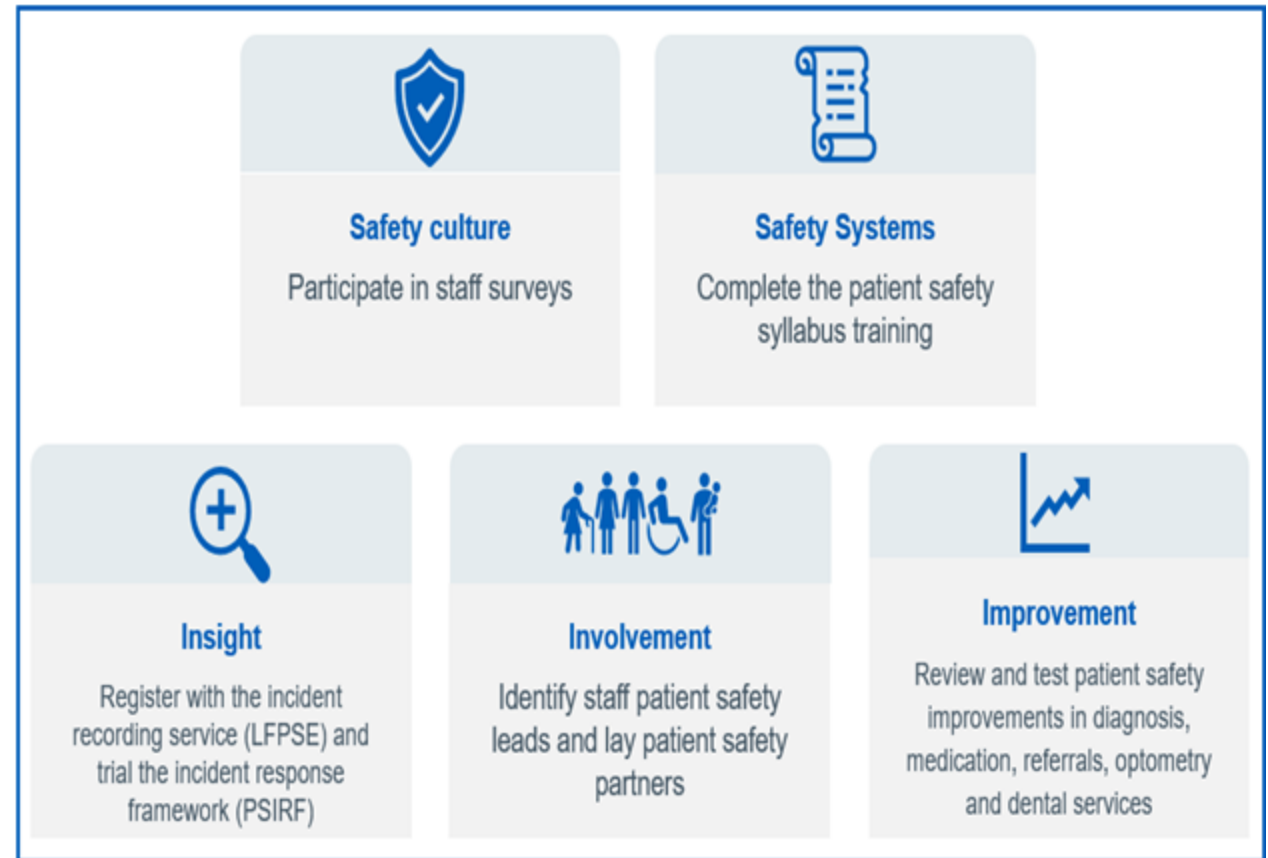 Safety culture
Participate in staff surveys
Safety Systems
Complete the patient safety
syllabus training
Insight
Register with the incident
recording service (LFPSE) and
trial the incident response
framework (PSIRF)
Involvement
Identify staff patient safety
leads and lay patient safety
partners
Improvement
Review and test patient safety
improvements in diagnosis,
medication, referrals, optometry
and dental services